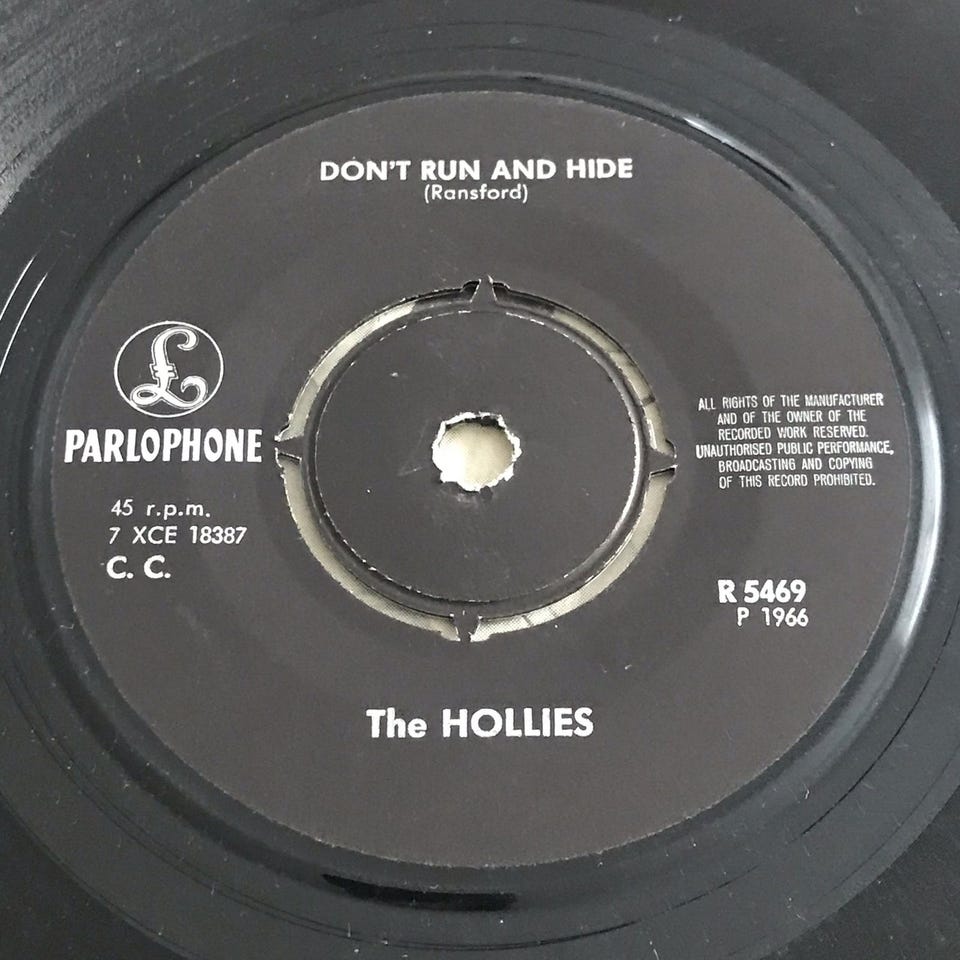 DON'T RUN AND HIDE
(Ransford)
£
PARLOPHONE
45 r.p.m.
7 XCE 18387
C. C.
ALL RIGHTS OF THE MANUFACTURER
AND OF THE OWNER OF THE
RECORDED WORK RESERVED.
UNAUTHORISED PUBLIC PERFORMANCE,
BROADCASTING AND COPYING
OF THIS RECORD PROHIBITED.
R 5469
P 1966
The HOLLIES